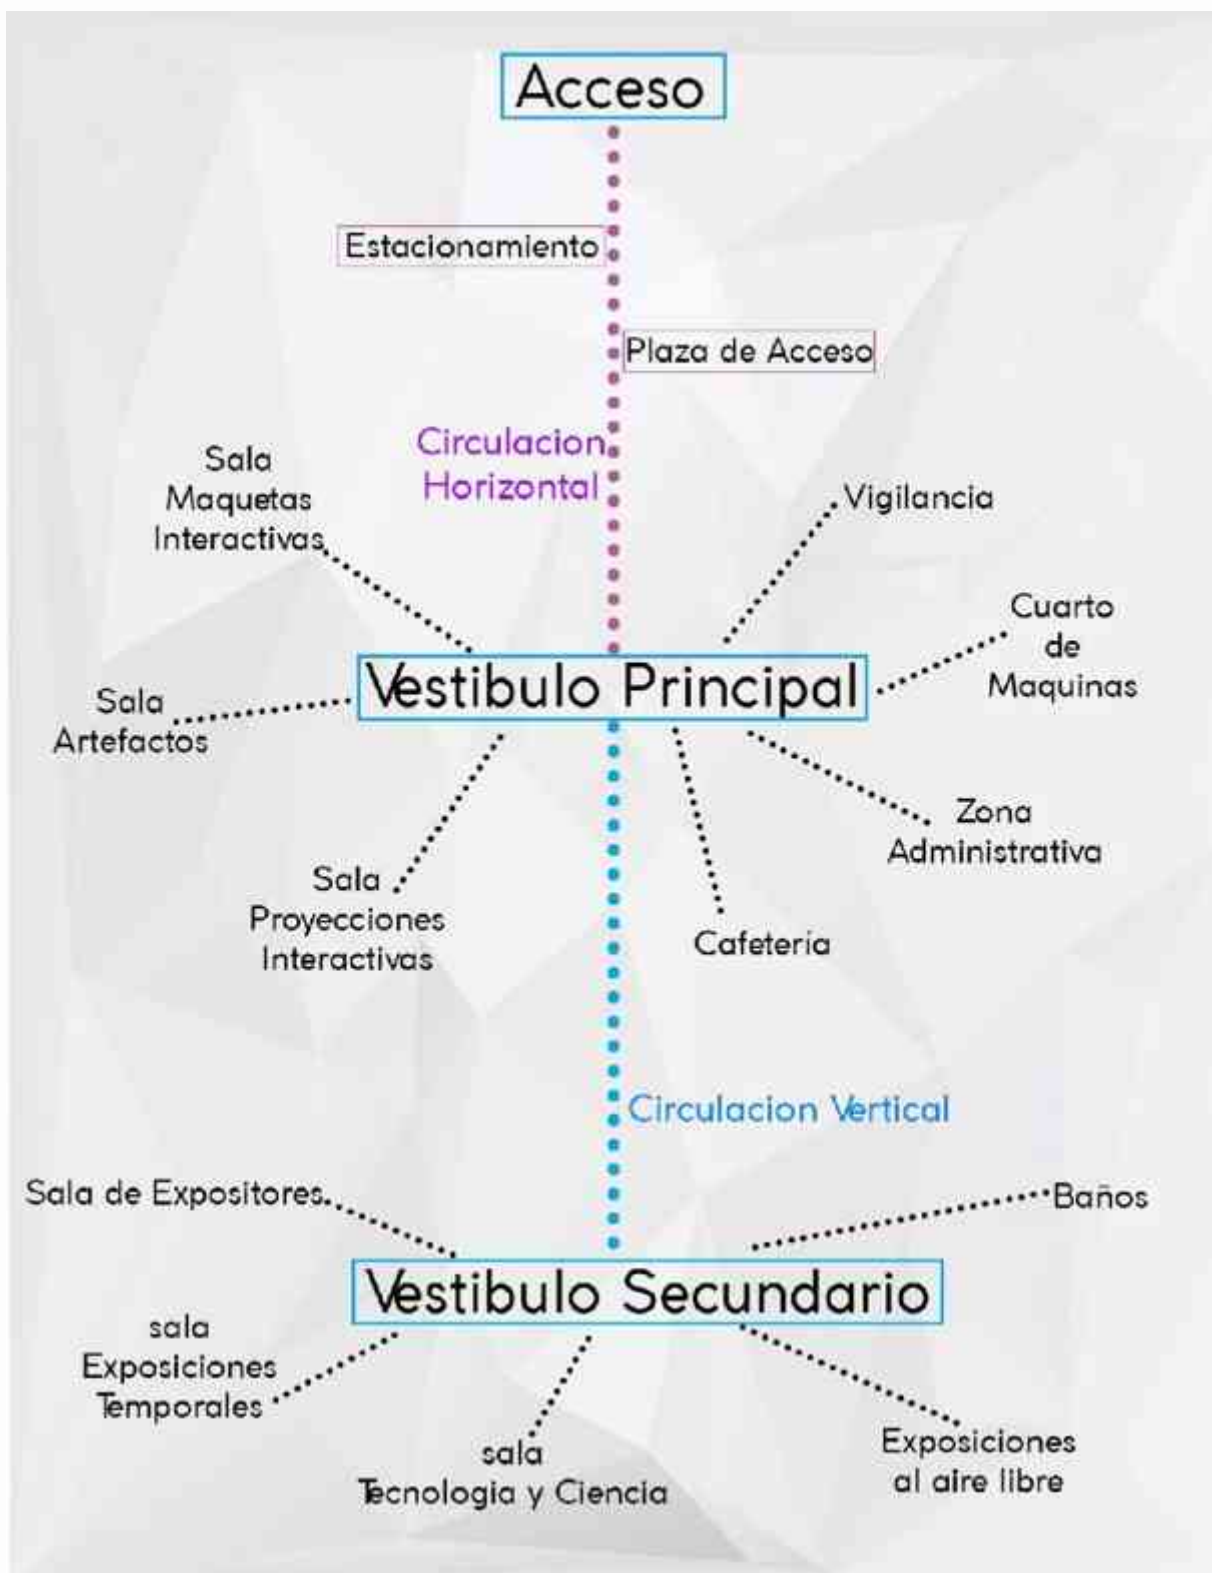 Acceso
Estacionamiento
Plaza de Acceso
Circulacion
Horizontal
Sala
Maquetas
Interactivas
Vigilancia
Cuarto
de
Maquinas
Vestibulo Principal
Sala
Artefactos
Zona
Administrativa
Sala
Proyecciones
Interactivas
Cafeteria
Circulacion Vertical
Sala de Expositores
Baños
Vestibulo Secundario
sala
Exposiciones
Temporales
sala
Tecnologia y Ciencia
Exposiciones
al aire libre